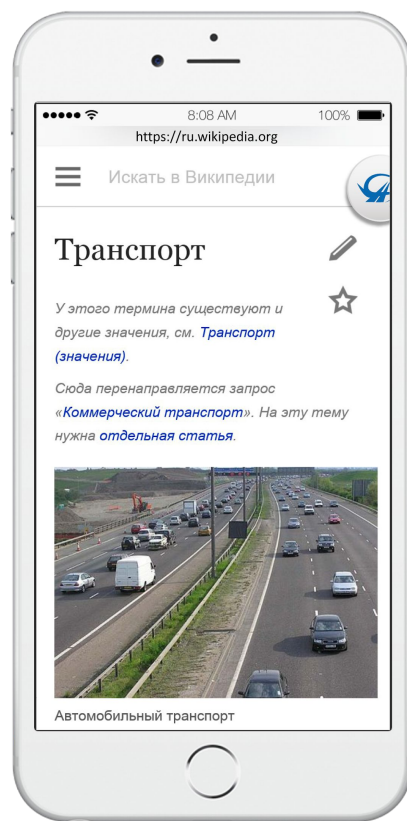 8:08 AM
100%
https://ru.wikipedia.org
Искать в Википедии
Транспорт
У этого термина существуют и
другие значения, см. Транспорт
(значения).
Сюда перенаправляется запрос
«Коммерческий транспорт». На эту тему
нужна отдельная статья.
Автомобильный транспорт